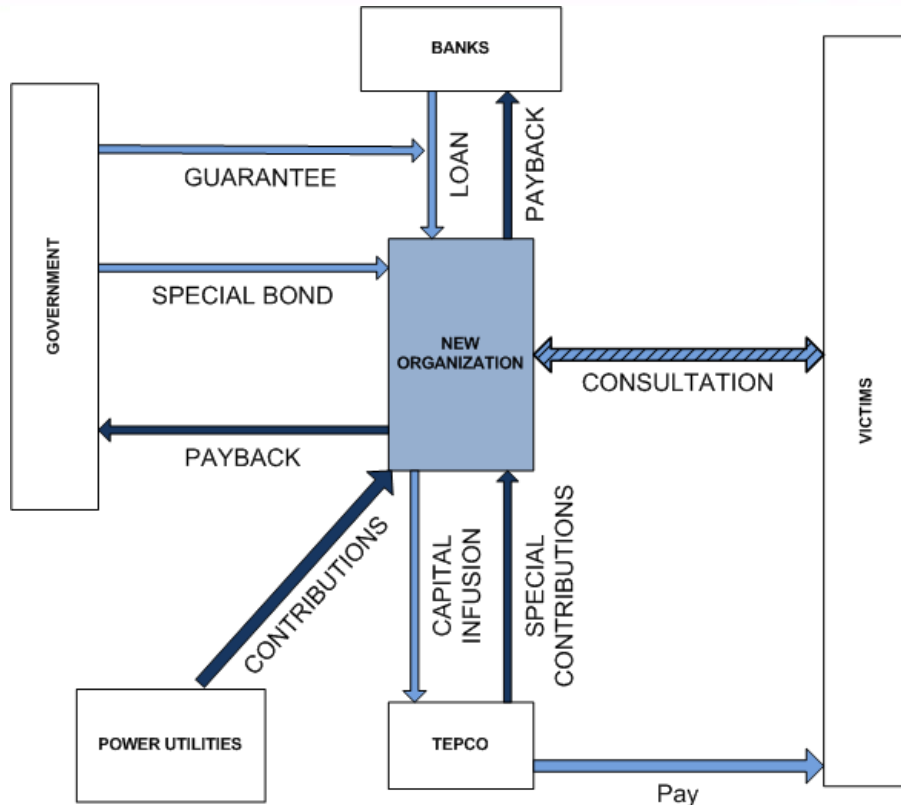 BANKS
GUARANTEE
LOAN
PAYBACK
GOVERNMENT
SPECIAL BOND
NEW
ORGANIZATION
CONSULTATION
VICTIMS
PAYBACK
CONTRIBUTIONS
CAPITAL
INFUSION
SPECIAL
CONTRIBUTIONS
POWER UTILITIES
TEPCO
Pay